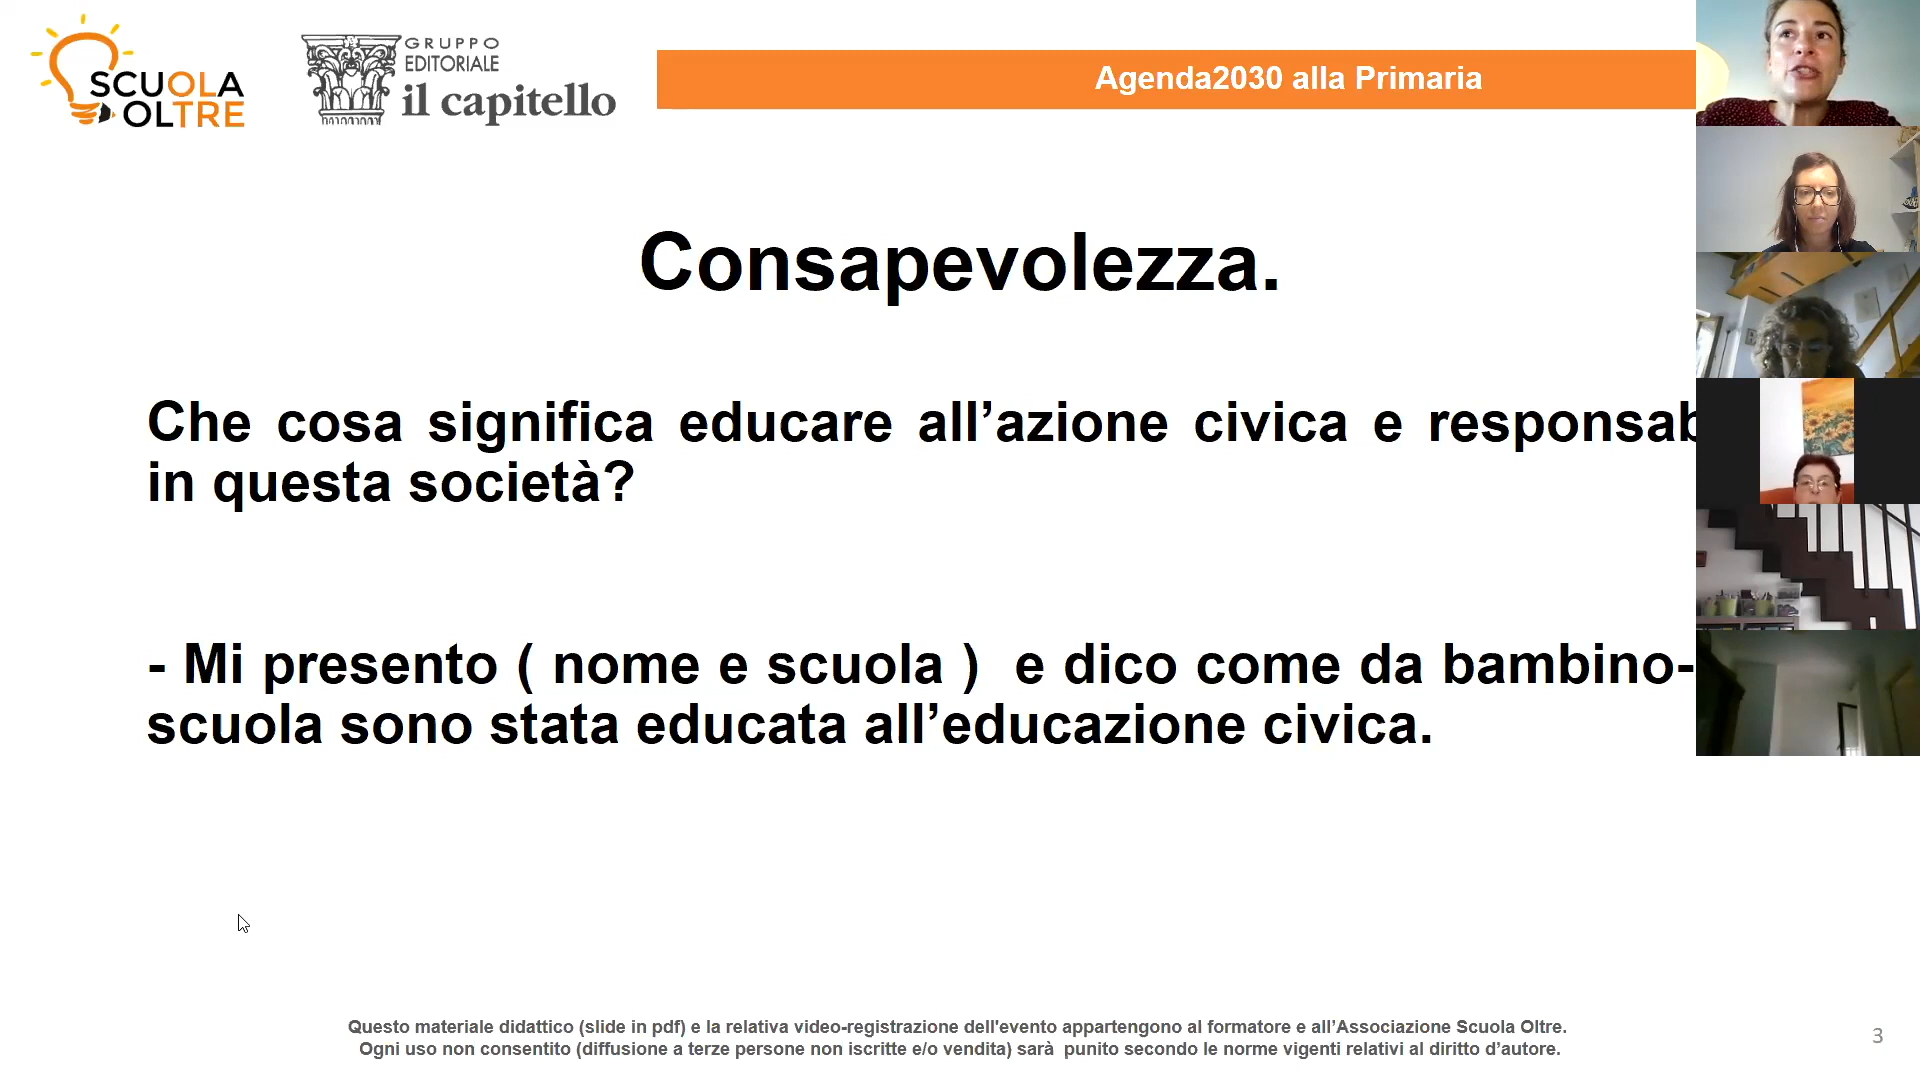 SCUOLA
OLTRE
GRUPPO
EDITORIALE
il capitello
Agenda2030 alla Primaria
Consapevolezza.
Che cosa significa educare all’azione civica e
in questa società?
- Mi presento ( nome e scuola )  e dico come da bambino-
scuola sono stata educata all’educazione civica.
Questo materiale didattico (slide in pdf) e la relativa video-registrazione dell'evento appartengono al formatore e all’Associazione Scuola Oltre.
Ogni uso non consentito (diffusione a terze persone non iscritte e/o vendita) sarà  punito secondo le norme vigenti relativi al diritto d’autore.
3